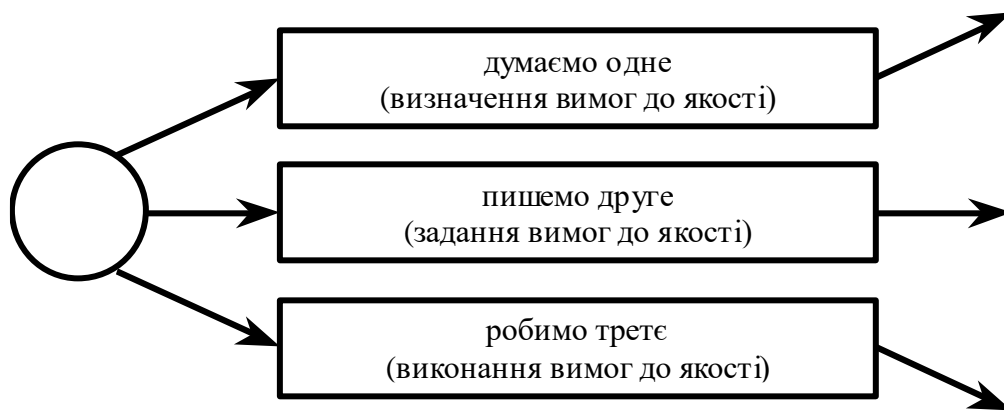 думаємо одне
(визначення вимог до якості)
пишемо друге
(задання вимог до якості)
робимо третє
(виконання вимог до якості)